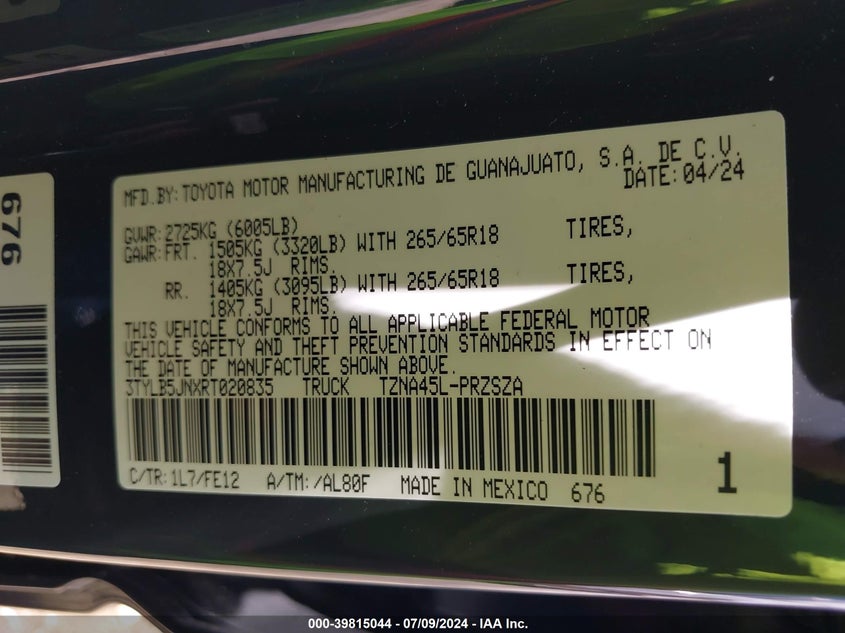 MFD.BY: TOYOTA MOTOR MANUFACTURING DE GUANAJUATO, S.A. DE C.V.
DATE: 04/24
GVWR: 2725KG (6005LB)
GAWR: FRT. 1505KG (3320LB) WITH 265/65R18 TIRES,
18X7.5J RIMS.
RR. 1405KG (3095LB) WITH 265/65R18 TIRES,
18X7.5J RIMS.
THIS VEHICLE CONFORMS TO ALL APPLICABLE FEDERAL MOTOR
VEHICLE SAFETY AND THEFT PREVENTION STANDARDS IN EFFECT ON
THE DATE OF MANUFACTURE SHOWN ABOVE.
3TYLB5JNXRT020835 TRUCK TZNA45L-PRZSZA
C/TR: 1L7/FE12 A/TM: /AL80F MADE IN MEXICO 676
1
676
000-39815044 / 07/09/2024 - IAA Inc.